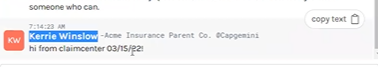 someone who can.
copy text
7:14:23 AM
KW
Kerrie Winslow -Acme Insurance Parent Co. @Capgemini
hi from claimcenter 03/15/22!